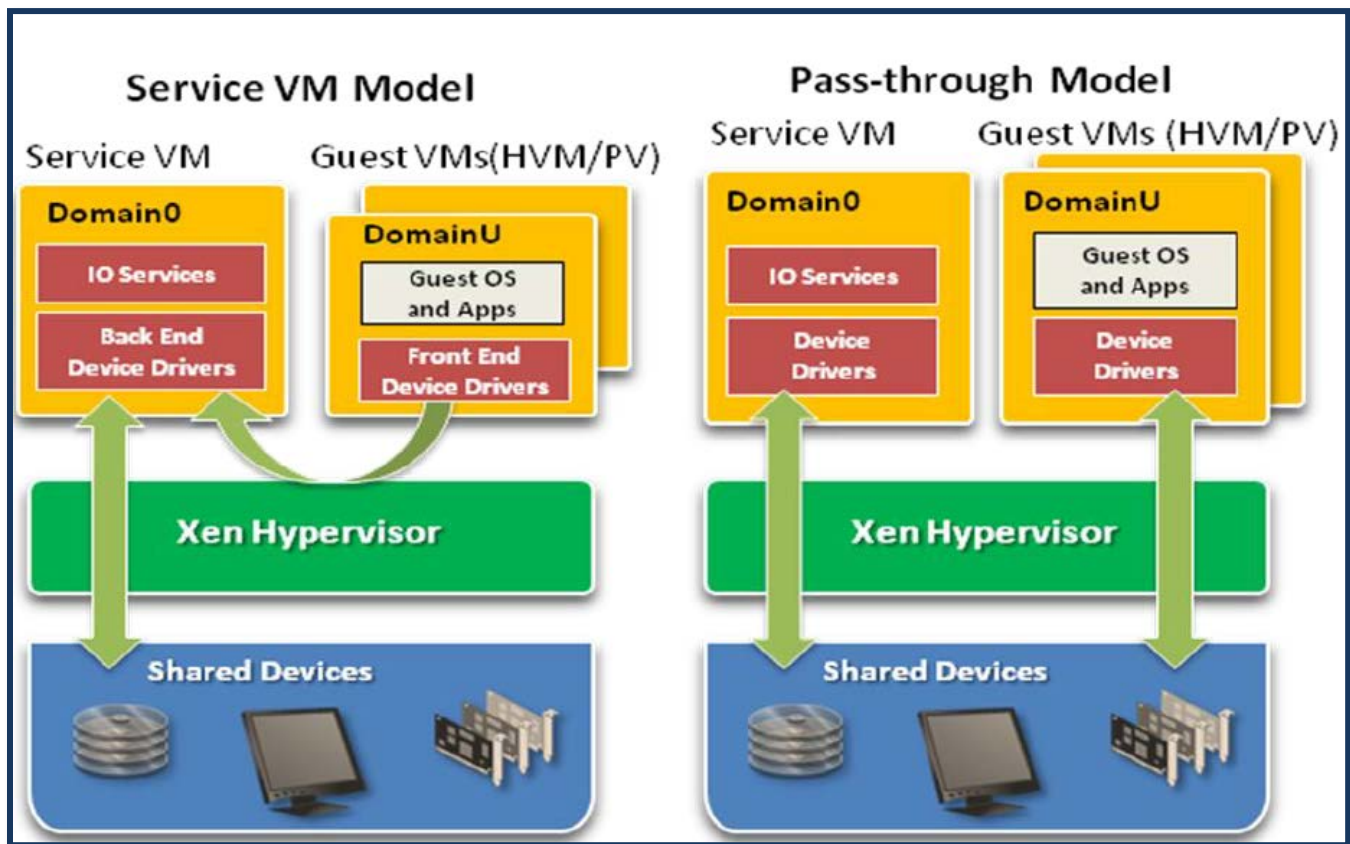 Service VM Model
Service VM
Guest VMs(HVM/PV)
Domain0
IO Services
Back End
Device Drivers
DomainU
Guest OS
and Apps
Front End
Device Drivers
Xen Hypervisor
Shared Devices
Pass-through Model
Service VM
Guest VMs (HVM/PV)
Domain0
IO Services
Device
Drivers
DomainU
Guest OS
and Apps
Device
Drivers
Xen Hypervisor
Shared Devices